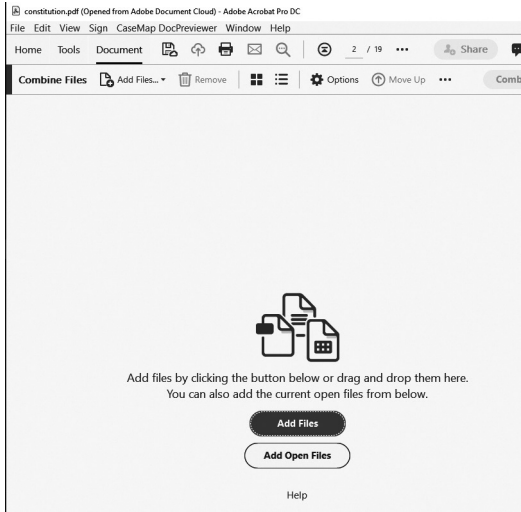 constitution.pdf (Opened from Adobe Document Cloud) - Adobe Acrobat Pro DC
File Edit View Sign CaseMap DocPreviewer Window Help
Home Tools Document 2 / 19 ••• Share
Combine Files Add Files... Remove Options Move Up ••• Comb
Add files by clicking the button below or drag and drop them here.
You can also add the current open files from below.
Add Files
Add Open Files
Help